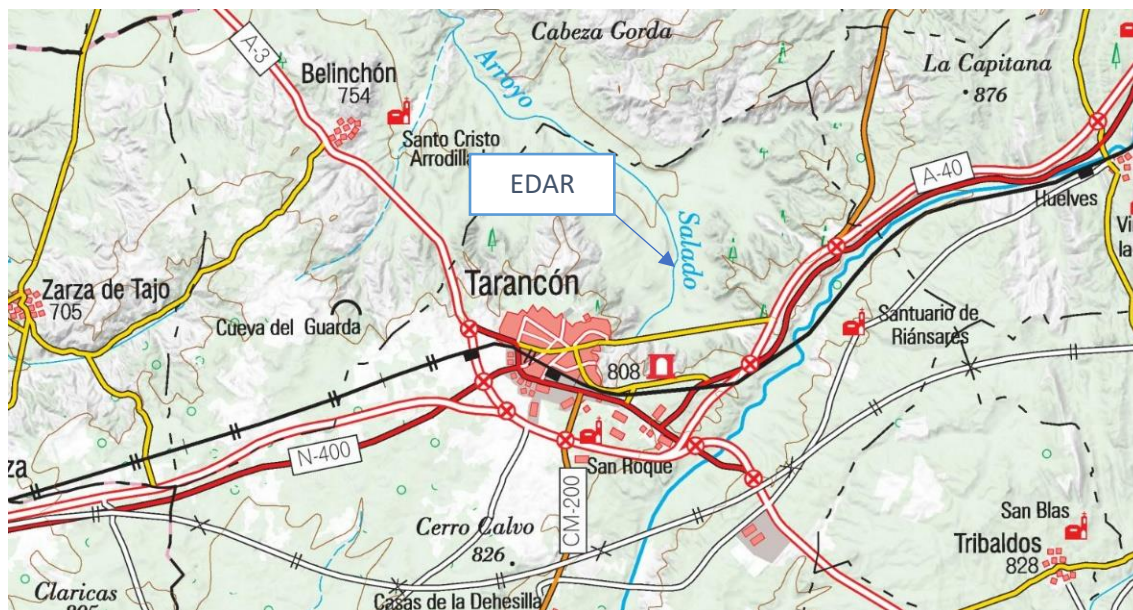 Cabeza Gorda
A-3
Belinchón
754
Arroyo
La Capitana
876
Santo Cristo
EDAR
A-40
Huelves
Salado
Zarza de Tajo
705
Tarancón
Cueva del Guarda
Santuario de
Riánsares
808
N-400
San Roque
CM-200
Cerro Calvo
826
San Blas
Tribaldos
828
Claricas
Casas de la Dehesilla